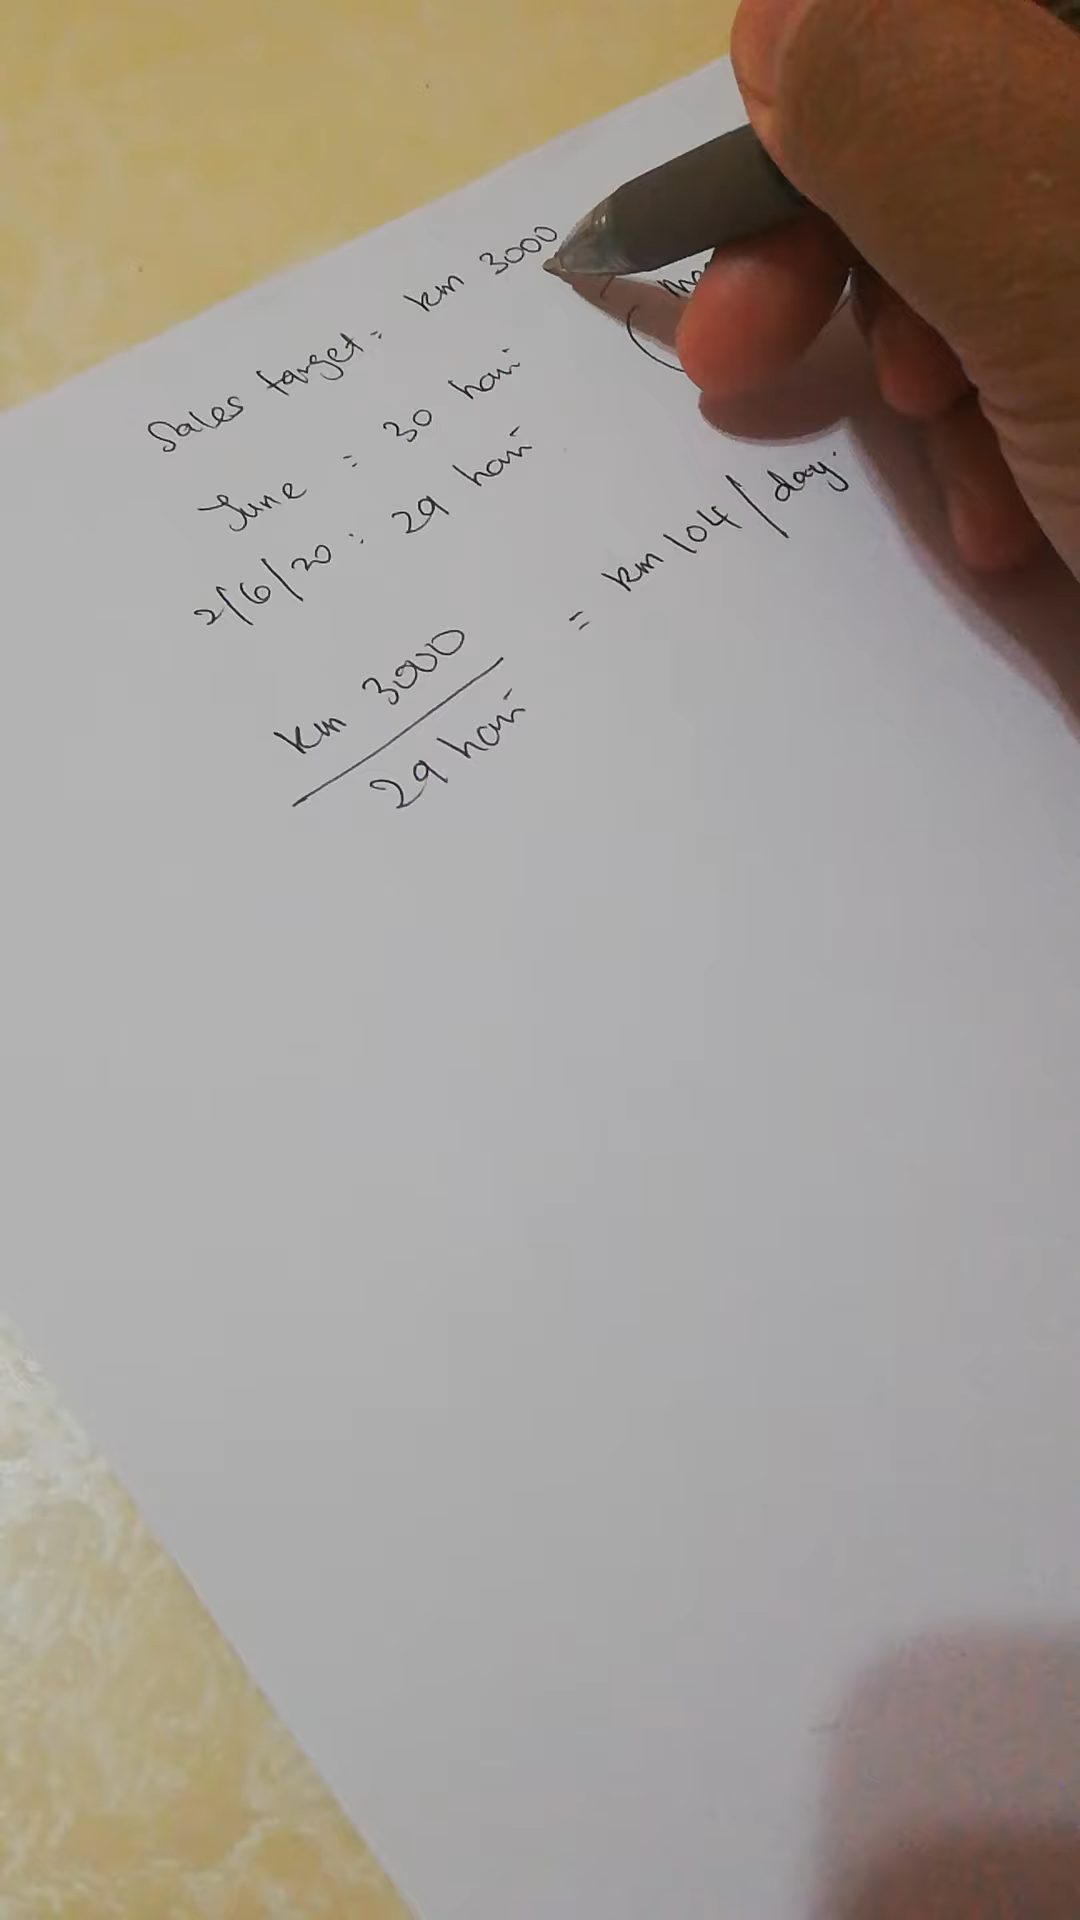 Sales target = RM 3000
June = 30 hari
2/6/20 : 29 hari
RM 3000
29 hari
= RM 104/day.